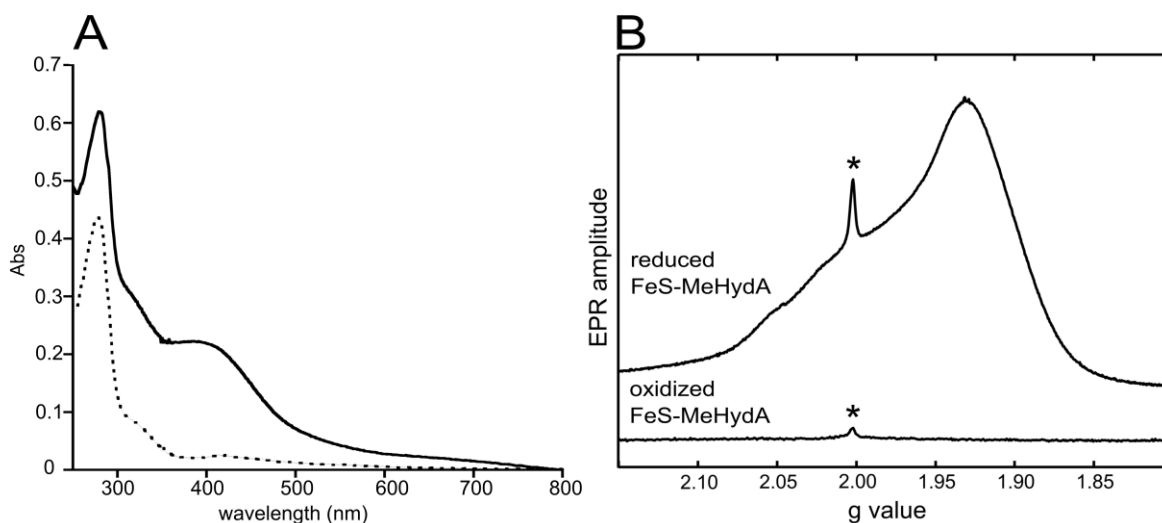 A
0.7
0.6
0.5
0.4
0.3
0.2
0.1
0
Abs
300 400 500 600 700 800
wavelength (nm)
B
*
reduced
FeS-MeHydA
*
oxidized
FeS-MeHydA
EPR amplitude
2.10 2.05 2.00 1.95 1.90 1.85
g value